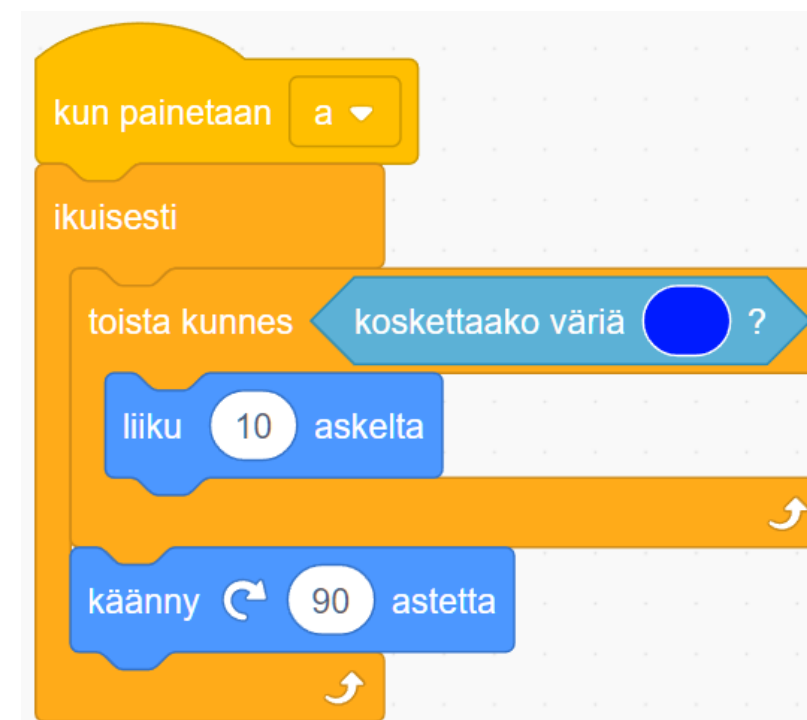 kun painetaan a
ikuisesti
toista kunnes koskettaako väriä ?
liiku 10 askelta
käänny 90 astetta